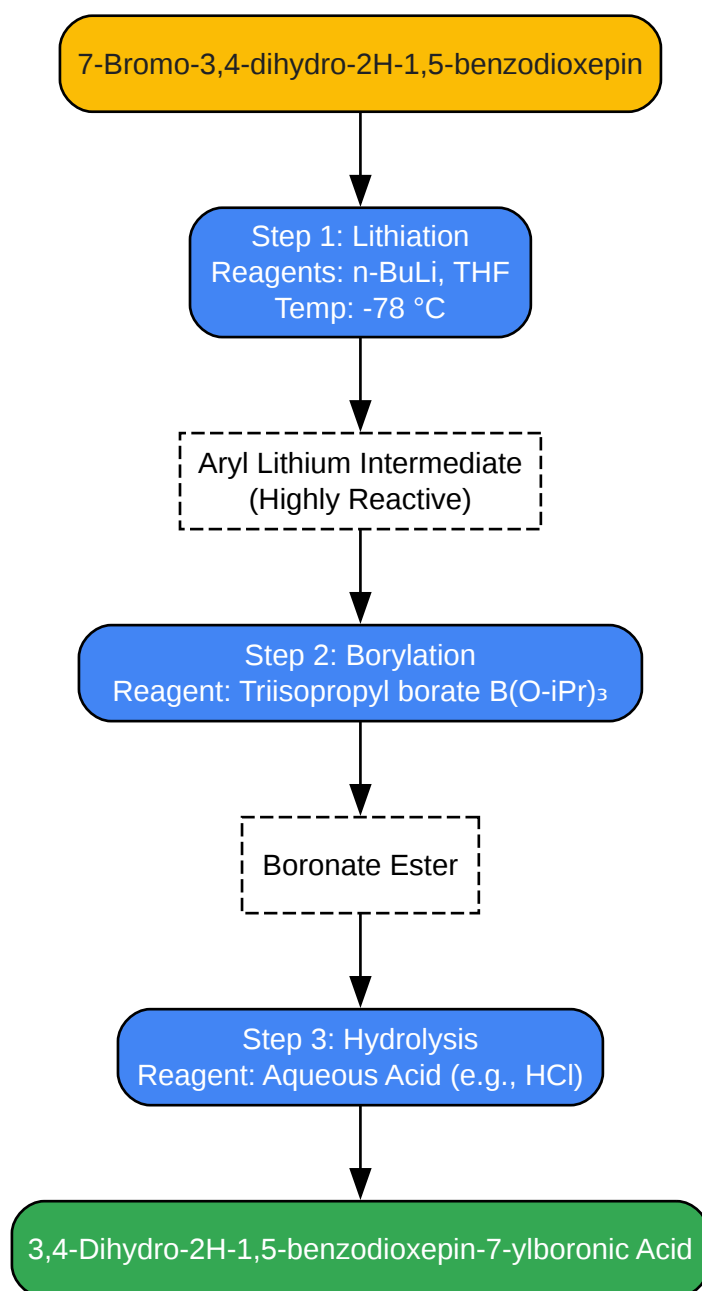 7-Bromo-3,4-dihydro-2H-1,5-benzodioxepin
Step 1: Lithiation
Reagents: n-BuLi, THF
Temp: -78 °C
Aryl Lithium Intermediate
(Highly Reactive)
Step 2: Borylation
Reagent: Triisopropyl borate B(O-iPr)₃
Boronate Ester
Step 3: Hydrolysis
Reagent: Aqueous Acid (e.g., HCl)
3,4-Dihydro-2H-1,5-benzodioxepin-7-ylboronic Acid